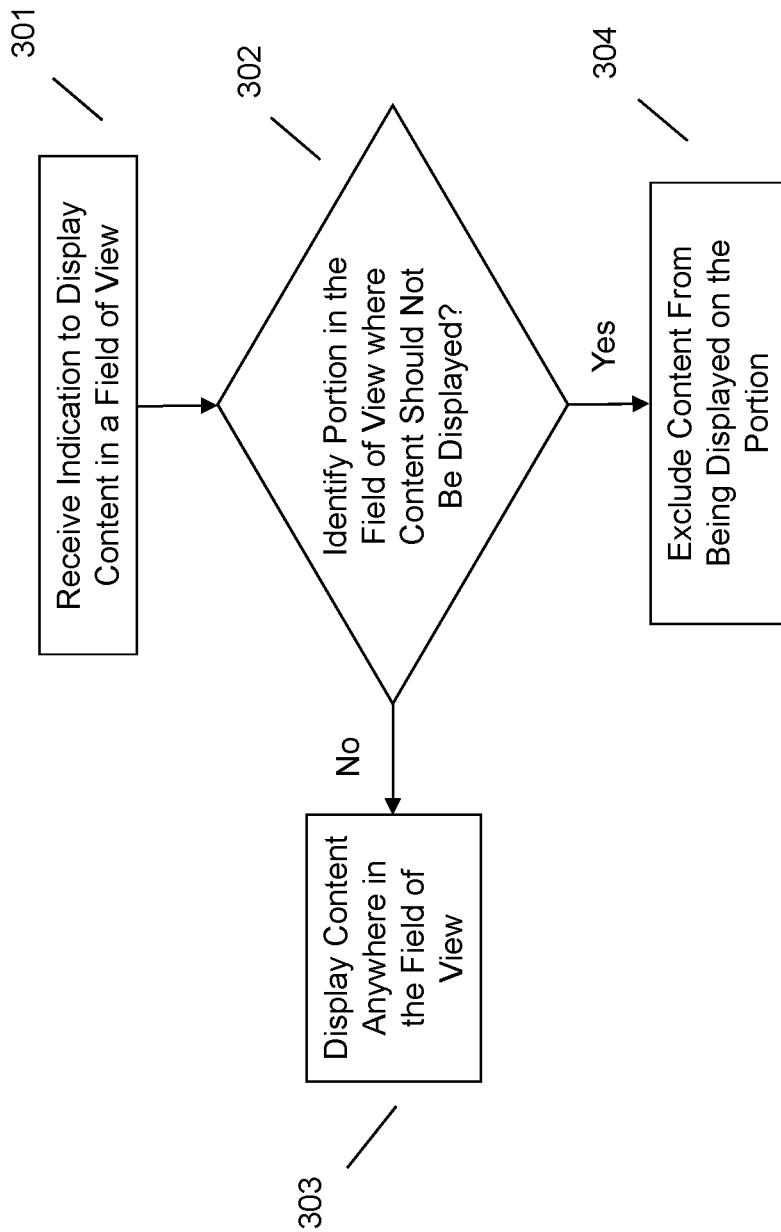 301
Receive Indication to Display
Content in a Field of View
302
Identify Portion in the
Field of View where
Content Should Not
Be Displayed?
No
Yes
303
Display Content
Anywhere in
the Field of
View
304
Exclude Content From
Being Displayed on the
Portion